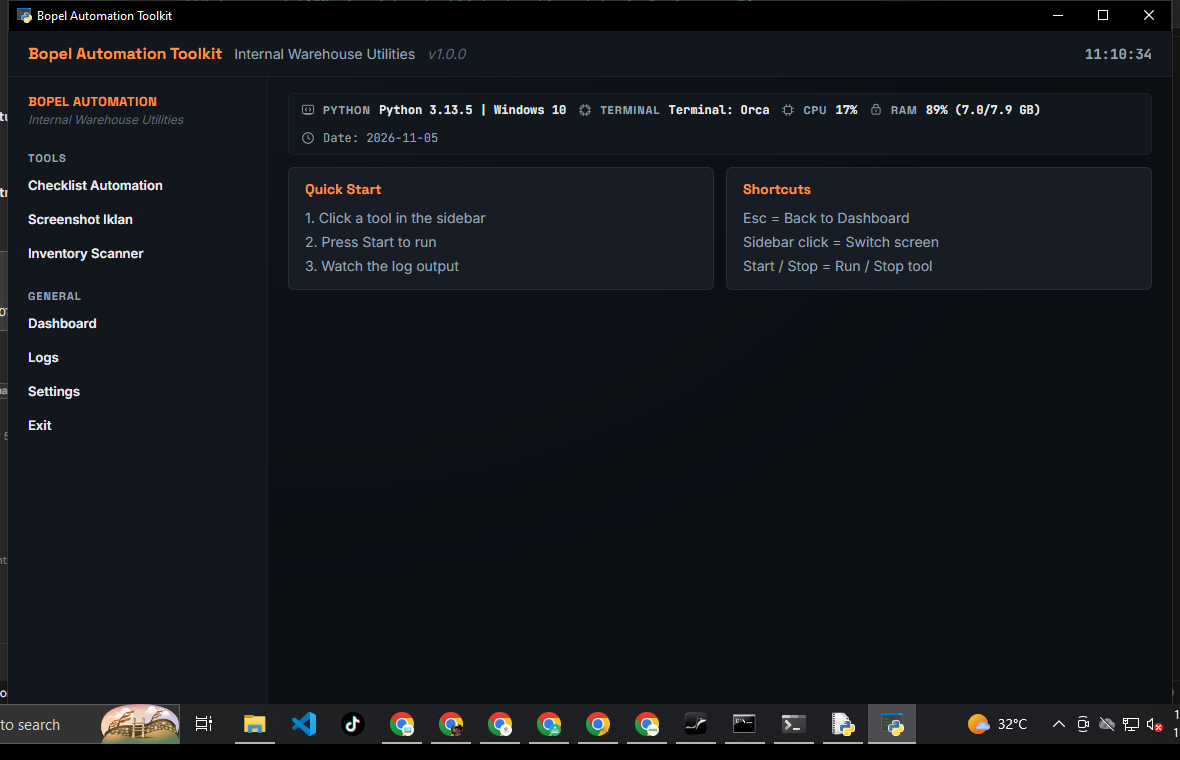 Bopel Automation Toolkit
Bopel Automation Toolkit Internal Warehouse Utilities v1.0.0 11:10:34
BOPEL AUTOMATION
Internal Warehouse Utilities
TOOLS
Checklist Automation
Screenshot Iklan
Inventory Scanner
GENERAL
Dashboard
Logs
Settings
Exit
PYTHON Python 3.13.5 | Windows 10 TERMINAL Terminal: Orca CPU 17% RAM 89% (7.0/7.9 GB)
Date: 2026-11-05
Quick Start
1. Click a tool in the sidebar
2. Press Start to run
3. Watch the log output
Shortcuts
Esc = Back to Dashboard
Sidebar click = Switch screen
Start / Stop = Run / Stop tool
to search 32°C